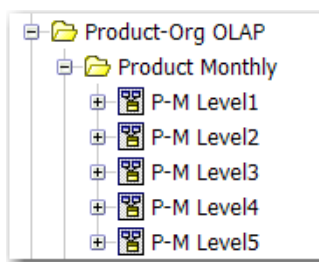 Product-Org OLAP
Product Monthly
P-M Level1
P-M Level2
P-M Level3
P-M Level4
P-M Level5